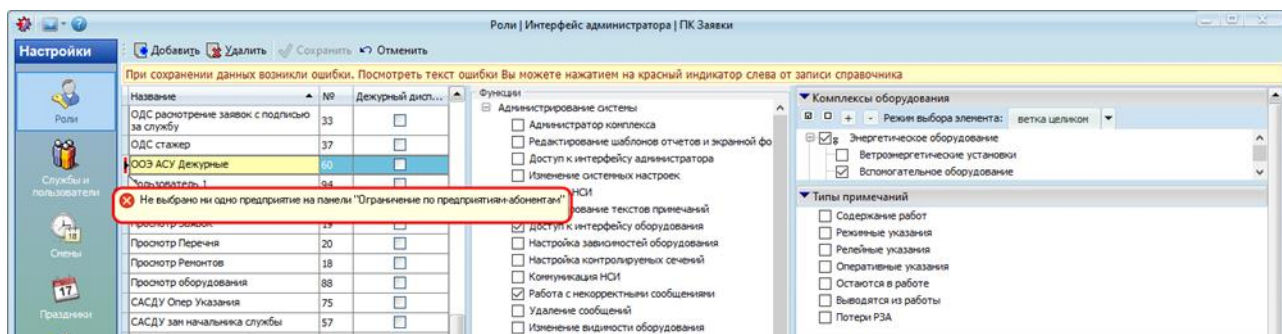 Роли | Интерфейс администратора | ПК Заявки
Настройки
Добавить Удалить Сохранить Отменить
При сохранении данных возникли ошибки. Посмотреть текст ошибки Вы можете нажатием на красный индикатор слева от записи справочника
Роли
Службы и пользователи
Смены
17
Праздники
Название № Дежурный дисп...
ОДС расмотрение заявок с подписью за службу 33
ОДС стажер 37
ООЭ АСУ Дежурные 60
Пользователь 1 94
Не выбрано ни одно предприятие на панели "Ограничение по предприятиям-абонентам"
Просмотр Заявок 19
Просмотр Перечня 20
Просмотр Ремонтов 18
Просмотр оборудования 88
САСДУ Опер Указания 75
САСДУ зам начальника службы 57
Функции
Администрирование системы
Администратор комплекса
Редактирование шаблонов отчетов и экранной фо
Доступ к интерфейсу администратора
Изменение системных настроек
НСИ
рование текстов примечаний
Доступ к интерфейсу оборудования
Настройка зависимостей оборудования
Настройка контролируемых сечений
Коммуникация НСИ
Работа с некорректными сообщениями
Удаление сообщений
Изменение видимости оборудования
Комплексы оборудования
Режим выбора элемента: ветка целиком
Энергетическое оборудование
Ветроэнергетические установки
Вспомогательное оборудование
Типы примечаний
Содержание работ
Режимные указания
Релейные указания
Оперативные указания
Остаются в работе
Выводятся из работы
Потери РЗА